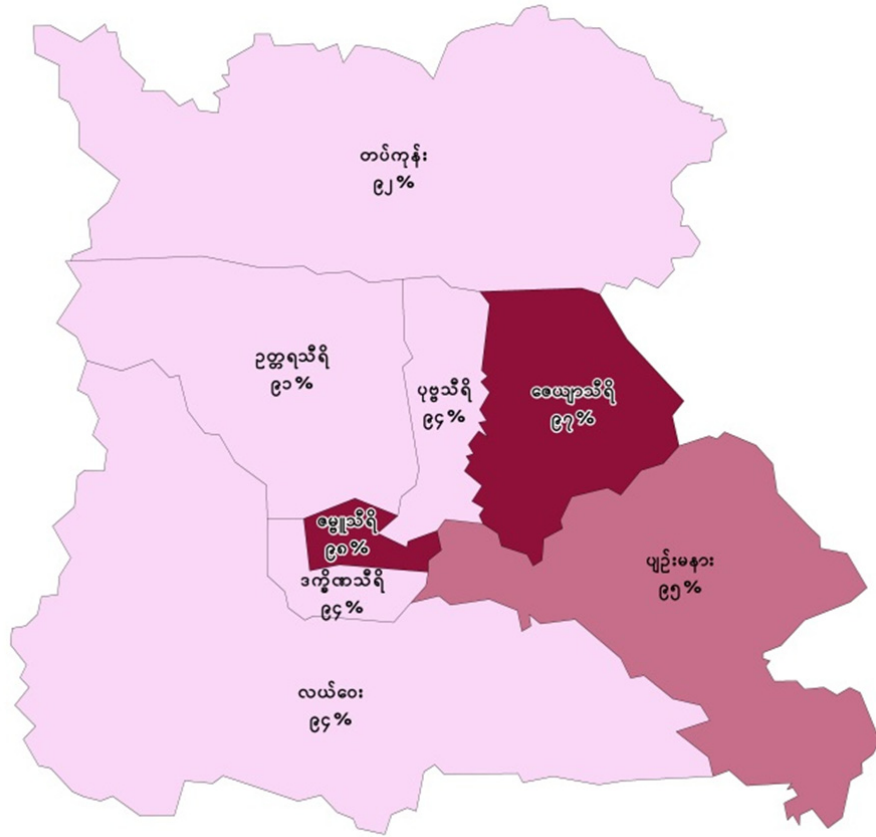 တပ်ကုန်း
၉၂%
ဥတ္တရသီရိ
၉၁%
ပုဗ္ဗသီရိ
၉၄%
ဇေယျာသီရိ
၉၇%
ဇမ္ဗူသီရိ
၉၈%
ဒက္ခိဏသီရိ
၉၄%
ပျဉ်းမနား
၉၅%
လယ်ဝေး
၉၄%